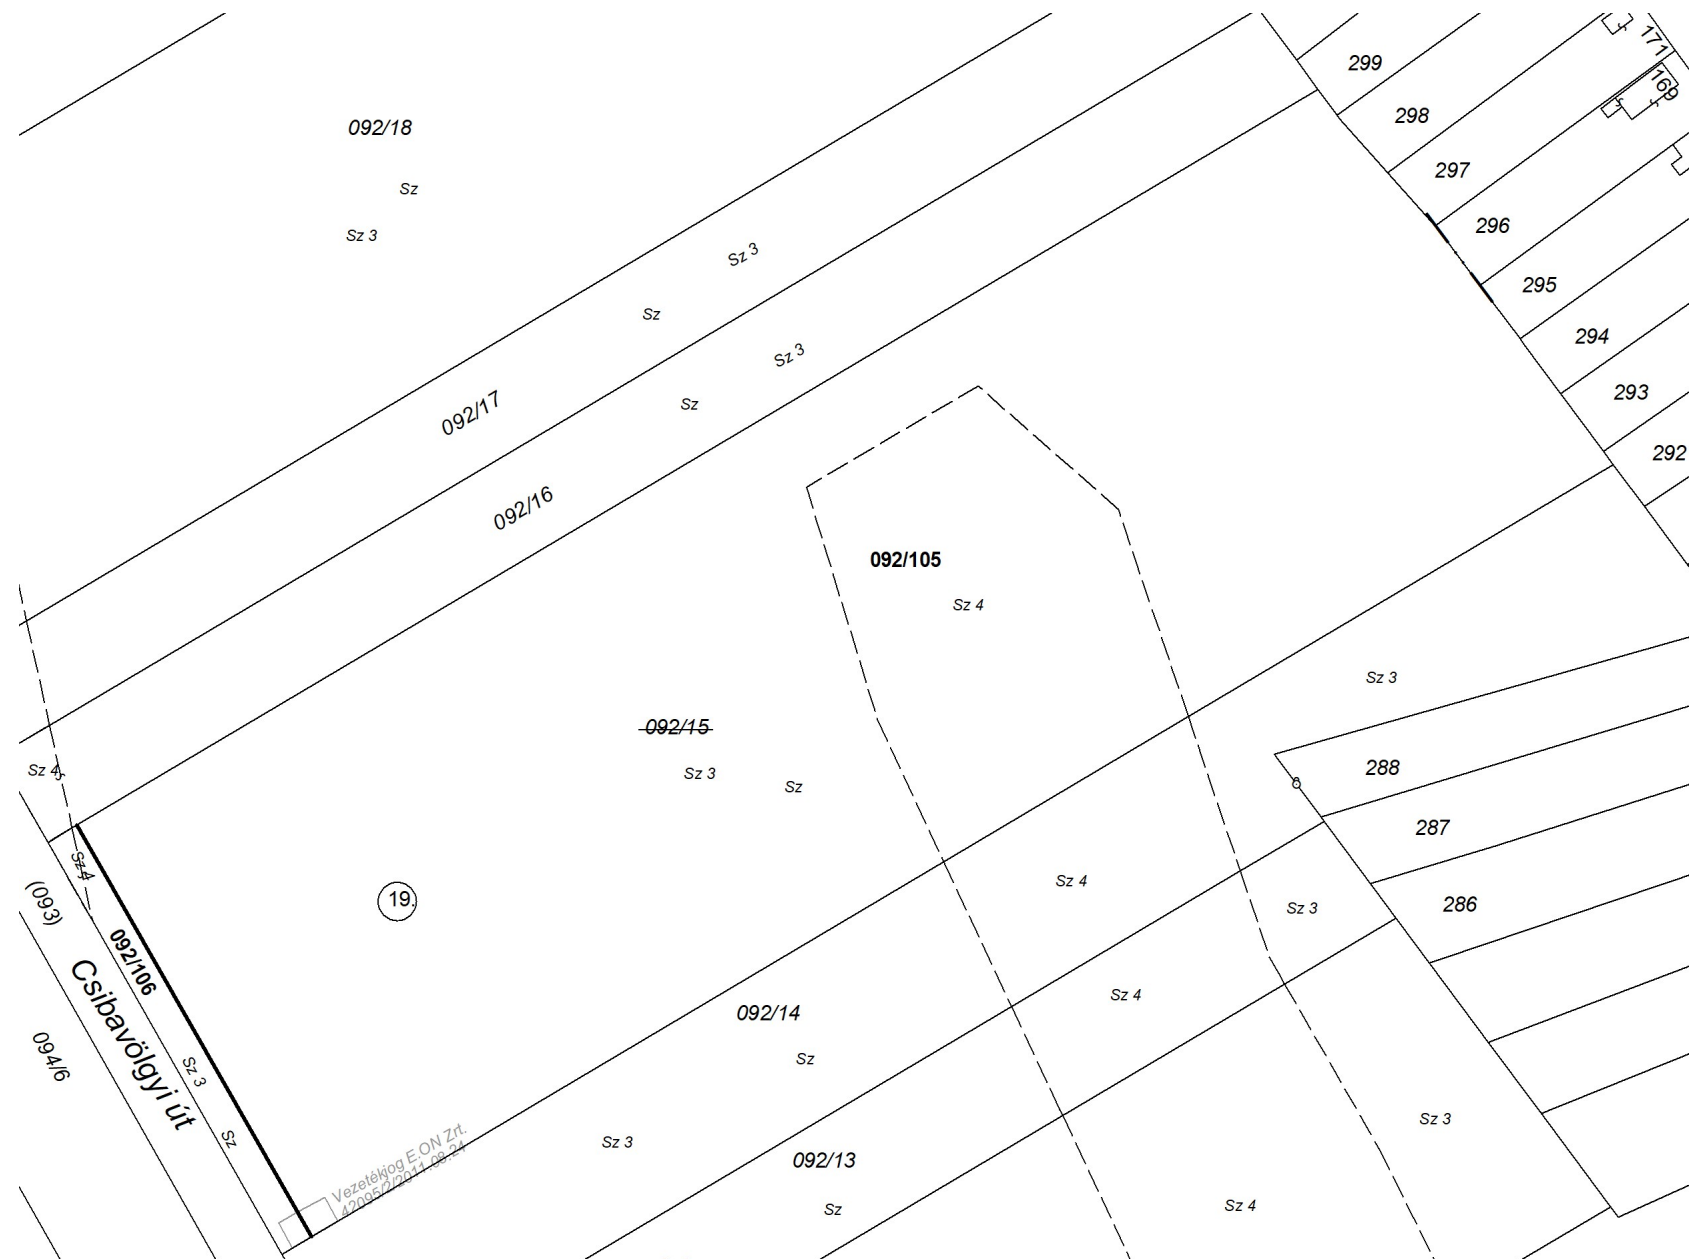 171
299
169
298
092/18
297
Sz
296
Sz 3
Sz 3
295
Sz
294
Sz 3
293
092/17
Sz
292
092/16
092/105
Sz 4
Sz 3
092/15
Sz 3
Sz
288
Sz 4
287
Sz 4
Sz 4
(093)
19.
286
Sz 3
092/106
Sz 4
092/14
Csibavölgyi út
Sz
094/6
Sz 3
Sz
Sz 3
Vezetékjog E.ON Zrt.
42095/2/2011.08.24
Sz 3
092/13
Sz
Sz 4